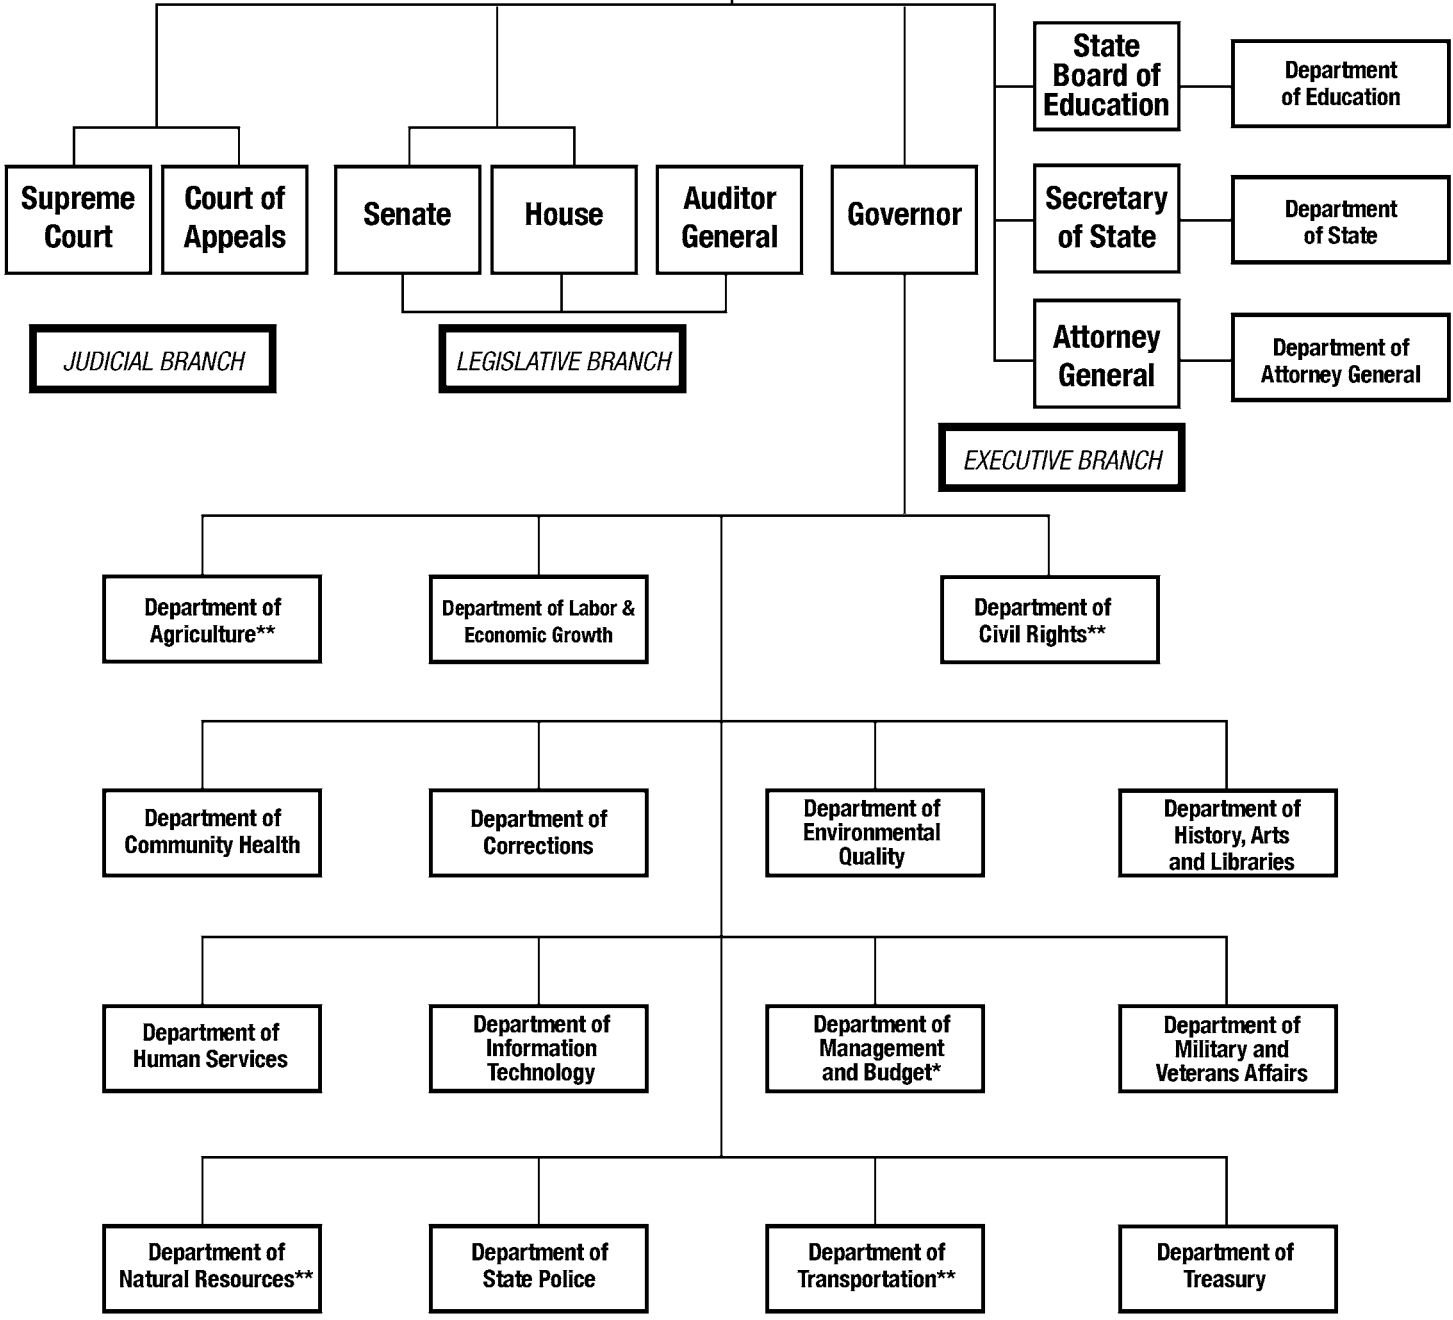 State
Board of
Education
Department
of Education
Supreme
Court
Court of
Appeals
Senate
House
Auditor
General
Governor
Secretary
of State
Department
of State
Attorney
General
Department of
Attorney General
JUDICIAL BRANCH
LEGISLATIVE BRANCH
EXECUTIVE BRANCH
Department of
Agriculture**
Department of Labor &
Economic Growth
Department of
Civil Rights**
Department of
Community Health
Department of
Corrections
Department of
Environmental
Quality
Department of
History, Arts
and Libraries
Department of
Human Services
Department of
Information
Technology
Department of
Management
and Budget*
Department of
Military and
Veterans Affairs
Department of
Natural Resources**
Department of
State Police
Department of
Transportation**
Department of
Treasury